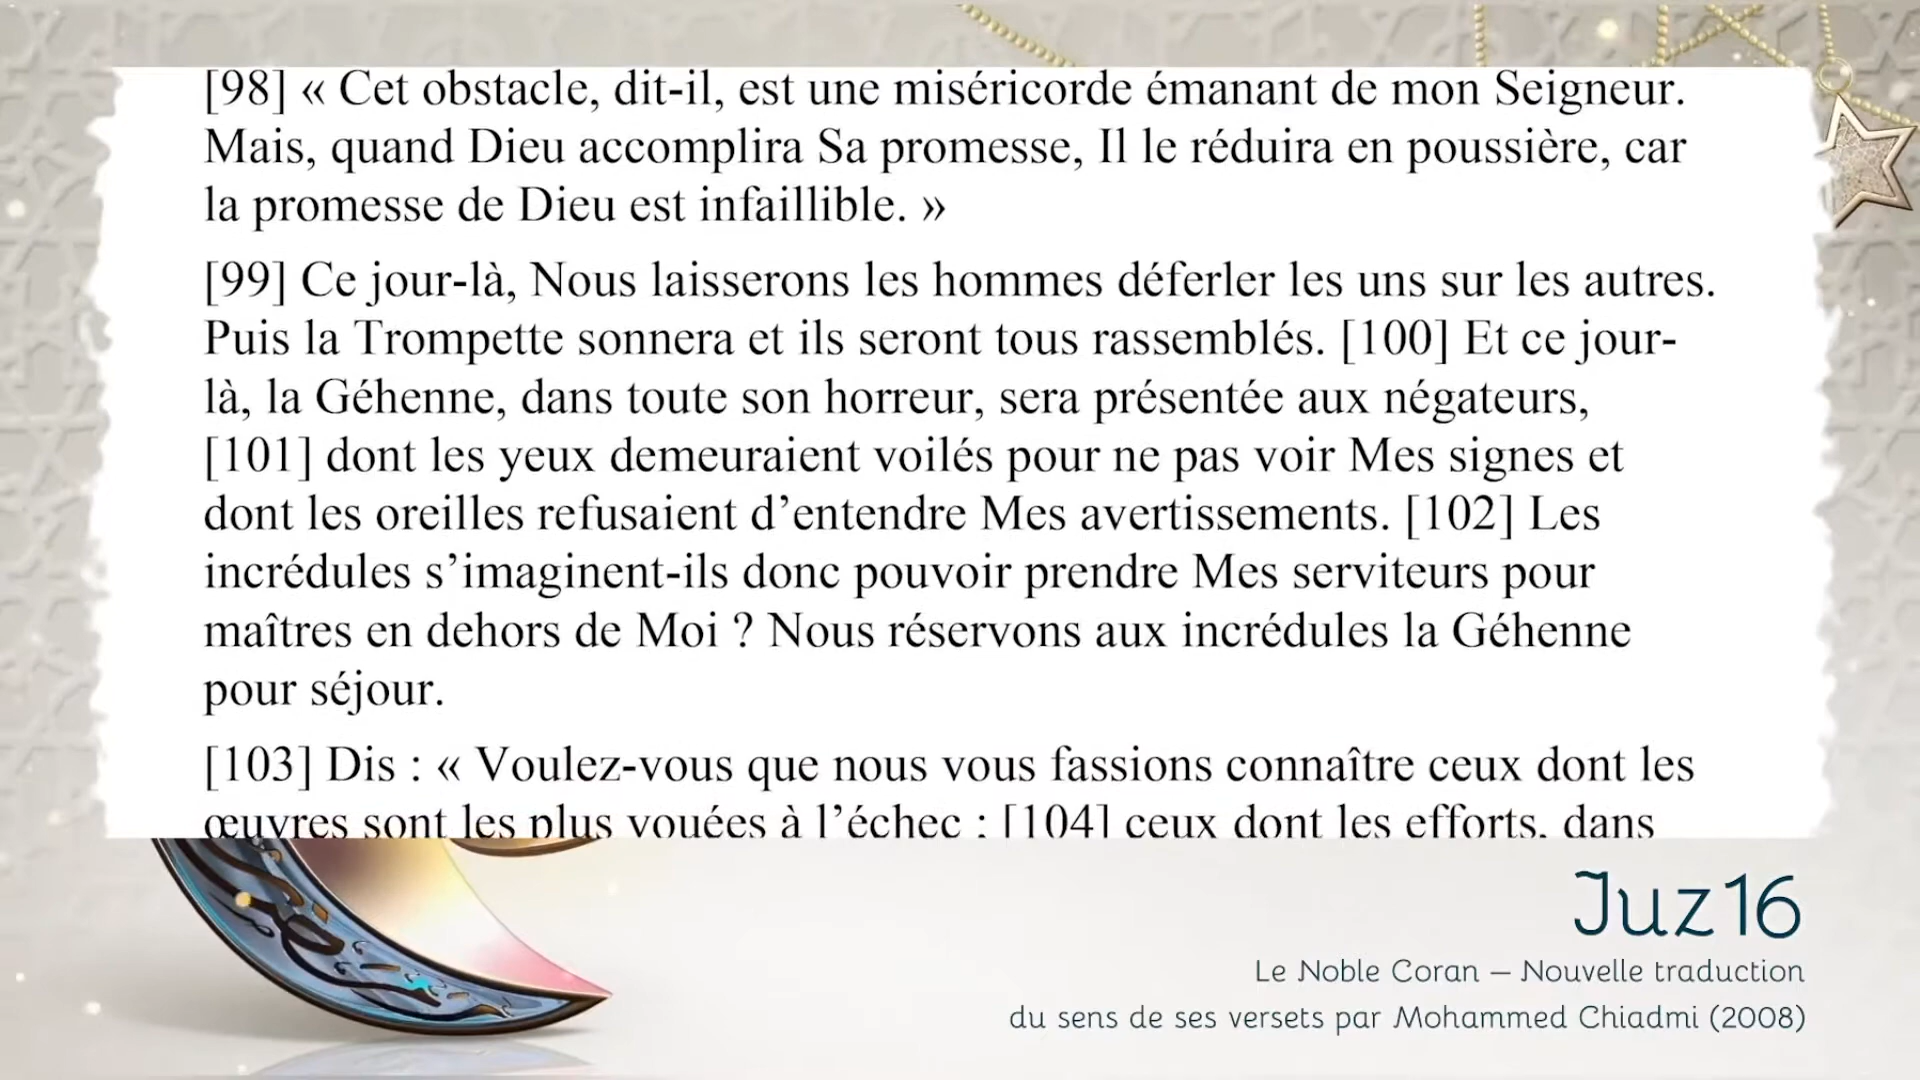 [98] « Cet obstacle, dit-il, est une miséricorde émanant de mon Seigneur.
Mais, quand Dieu accomplira Sa promesse, Il le réduira en poussière, car
la promesse de Dieu est infaillible. »
[99] Ce jour-là, Nous laisserons les hommes déferler les uns sur les autres.
Puis la Trompette sonnera et ils seront tous rassemblés. [100] Et ce jour-
là, la Géhenne, dans toute son horreur, sera présentée aux négateurs,
[101] dont les yeux demeuraient voilés pour ne pas voir Mes signes et
dont les oreilles refusaient d’entendre Mes avertissements. [102] Les
incrédules s’imaginent-ils donc pouvoir prendre Mes serviteurs pour
maîtres en dehors de Moi ? Nous réservons aux incrédules la Géhenne
pour séjour.
[103] Dis : « Voulez-vous que nous vous fassions connaître ceux dont les
œuvres sont les plus vouées à l’échec : [104] ceux dont les efforts, dans
Juz 16
Le Noble Coran – Nouvelle traduction
du sens de ses versets par Mohammed Chiadmi (2008)